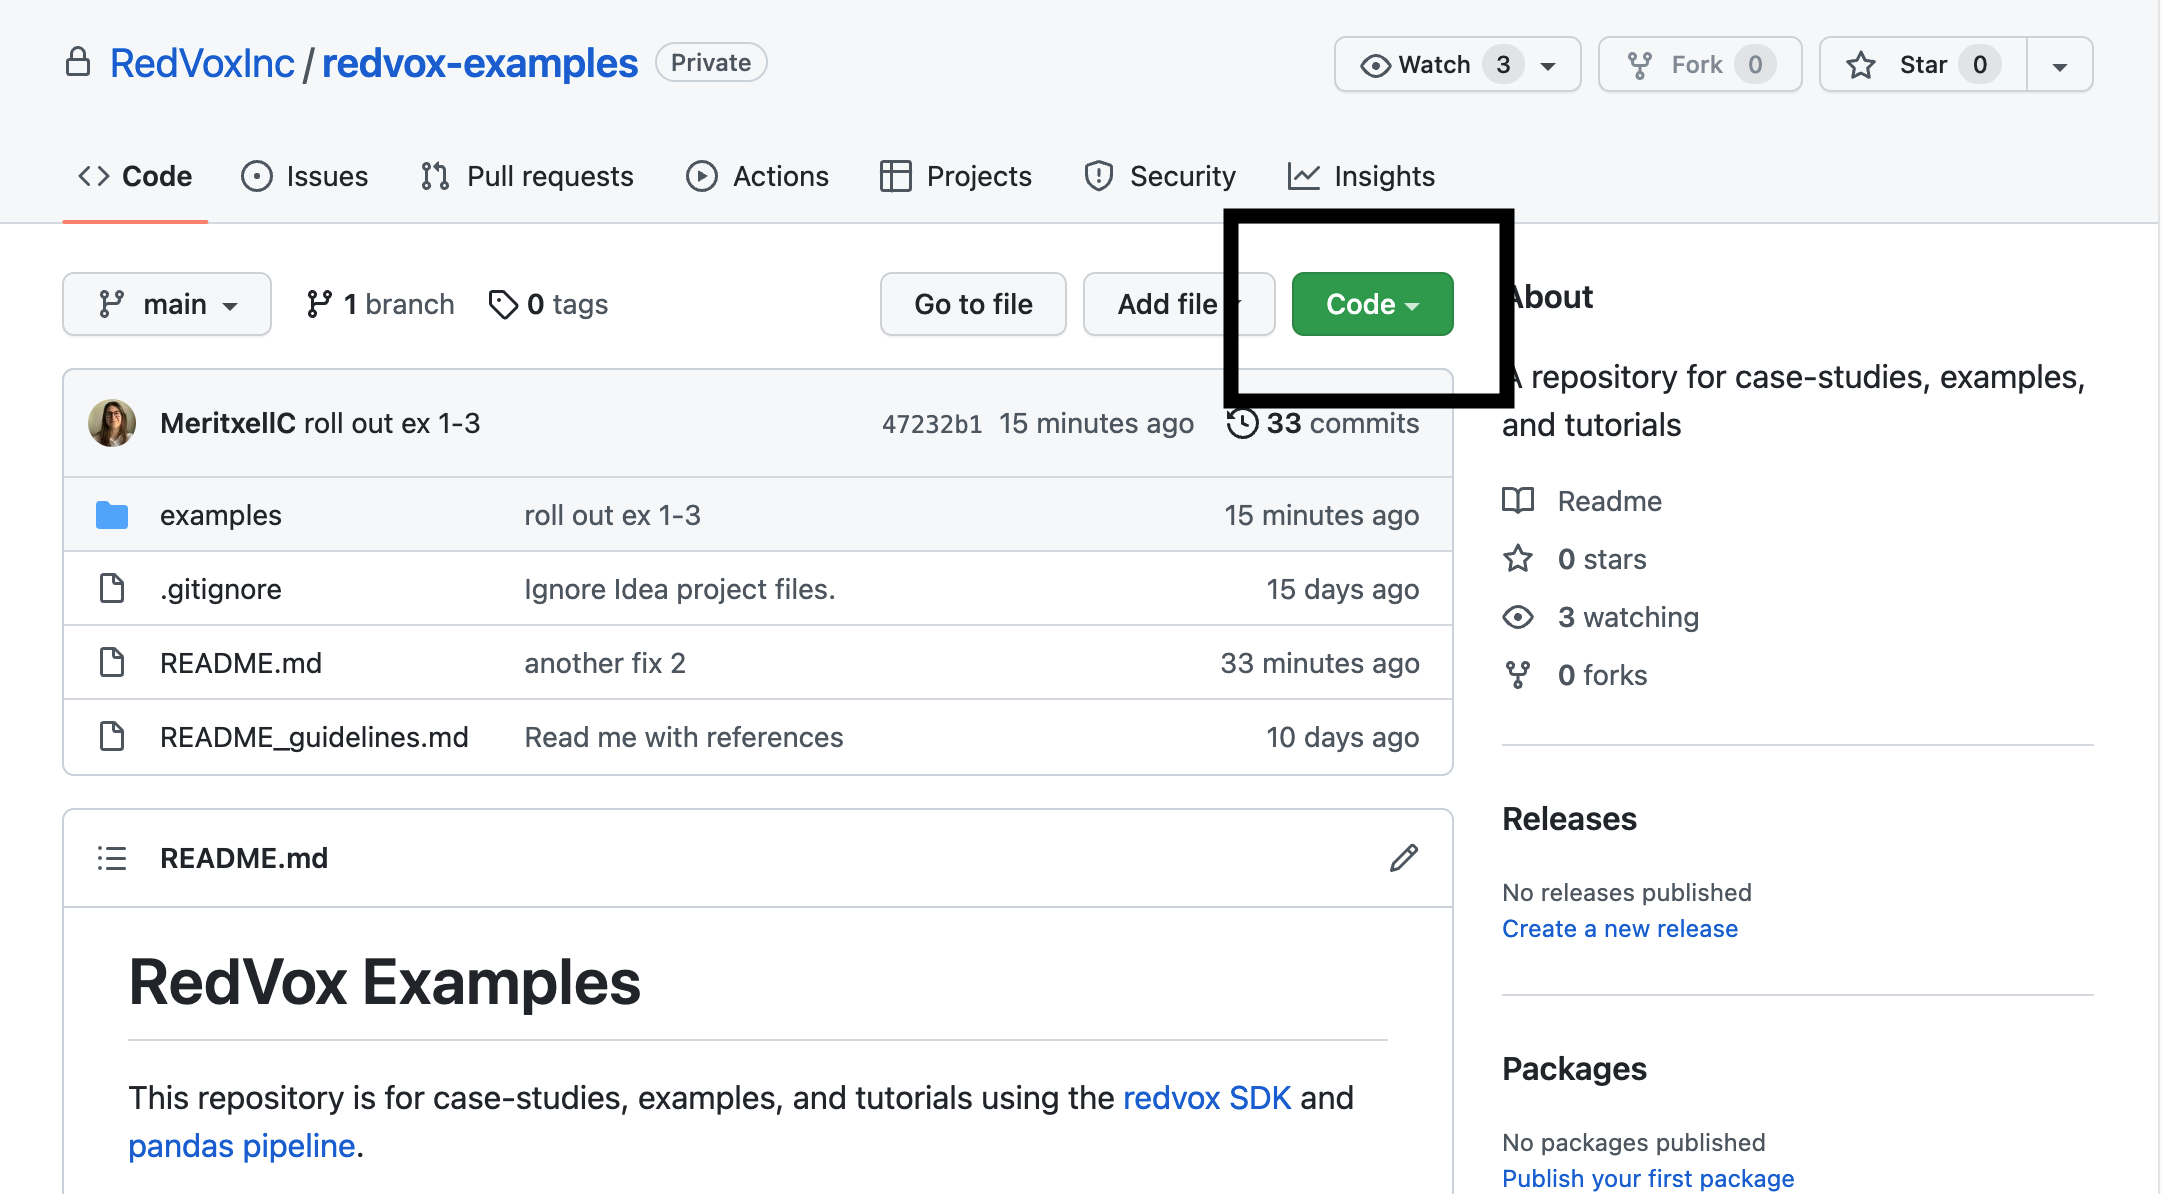 RedVoxInc / redvox-examples Private
Watch 3 Fork 0 Star 0
Code Issues Pull requests Actions Projects Security Insights
main 1 branch 0 tags Go to file Add file Code
About
A repository for case-studies, examples,
and tutorials
MeritxellC roll out ex 1-3 47232b1 15 minutes ago 33 commits
examples roll out ex 1-3 15 minutes ago
.gitignore Ignore Idea project files. 15 days ago
README.md another fix 2 33 minutes ago
README_guidelines.md Read me with references 10 days ago
Readme
0 stars
3 watching
0 forks
README.md
RedVox Examples
This repository is for case-studies, examples, and tutorials using the redvox SDK and
pandas pipeline.
Releases
No releases published
Create a new release
Packages
No packages published
Publish your first package